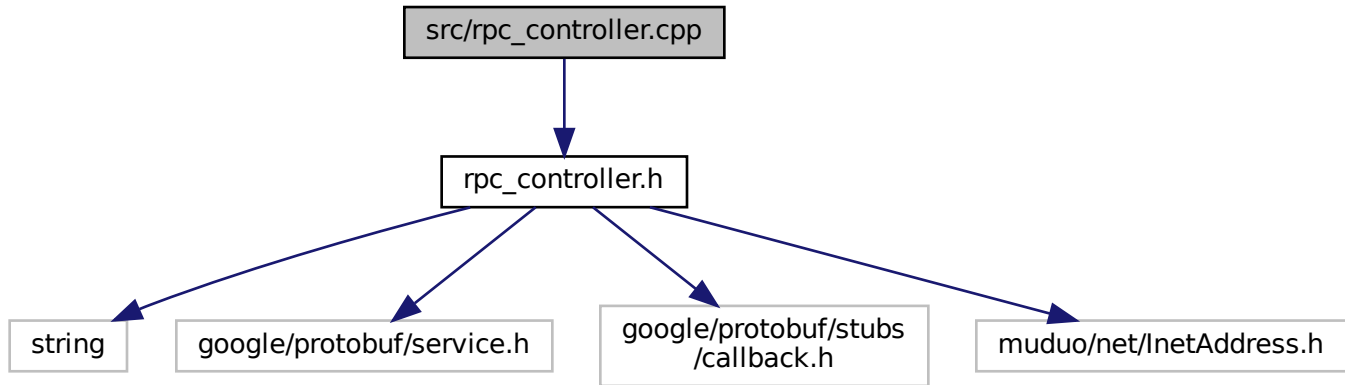 src/rpc_controller.cpp
rpc_controller.h
string
google/protobuf/service.h
google/protobuf/stubs
/callback.h
muduo/net/InetAddress.h